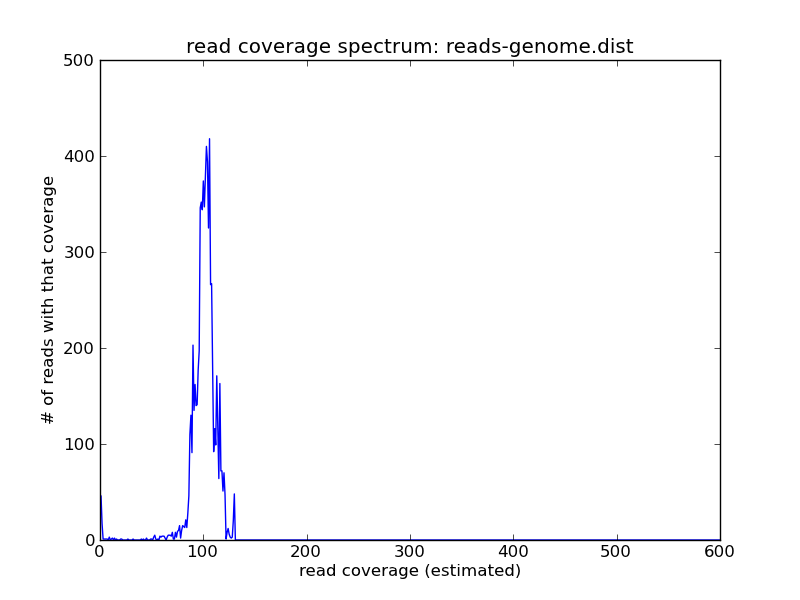 read coverage spectrum: reads-genome.dist
500
400
300
200
100
0
# of reads with that coverage
0 100 200 300 400 500 600
read coverage (estimated)